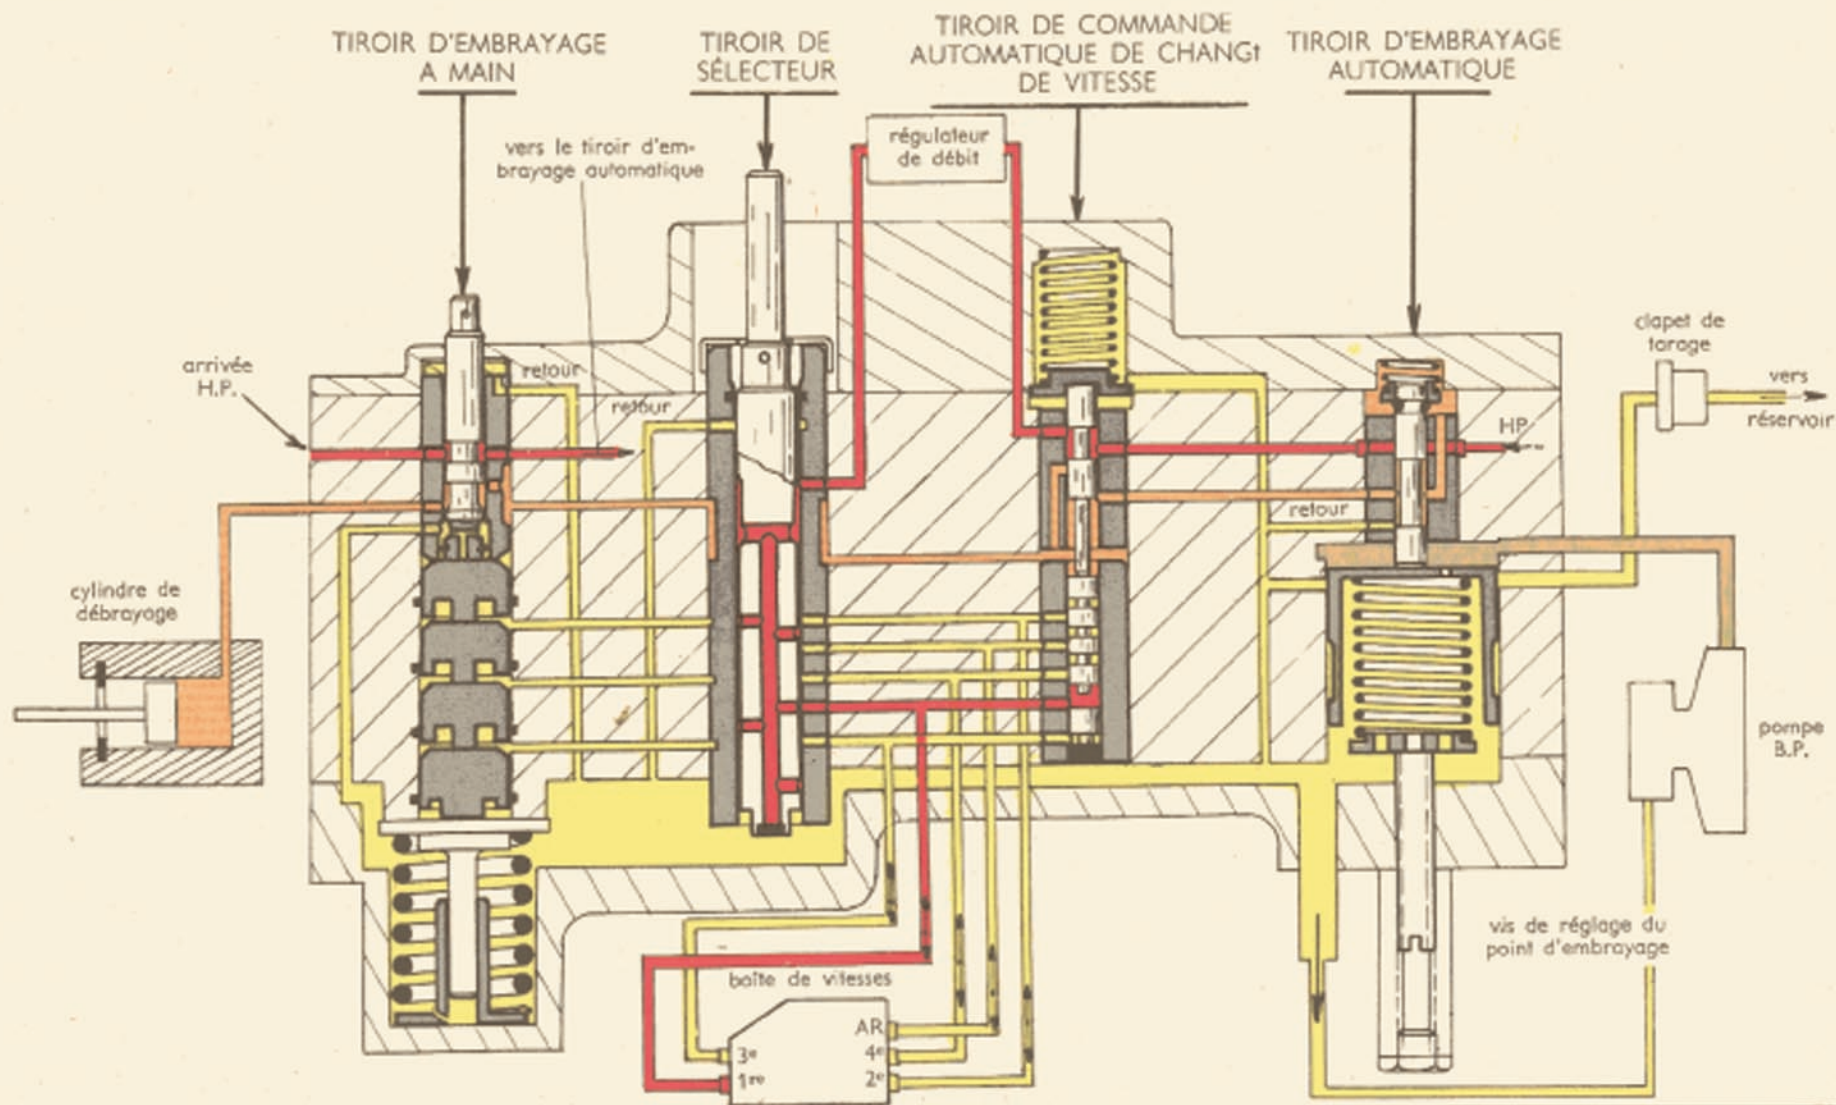 TIROIR D'EMBRAYAGE
A MAIN
TIROIR DE
SÉLECTEUR
TIROIR DE COMMANDE
AUTOMATIQUE DE CHANGt
DE VITESSE
TIROIR D'EMBRAYAGE
AUTOMATIQUE
vers le tiroir d'em-
brayage automatique
régulateur
de débit
arrivée
H.P.
retour
retour
clapet de
tarage
vers
réservoir
HP
retour
cylindre de
débrayage
pompe
B.P.
vis de réglage du
point d'embrayage
boîte de vitesses
AR
3e
4e
1re
2e